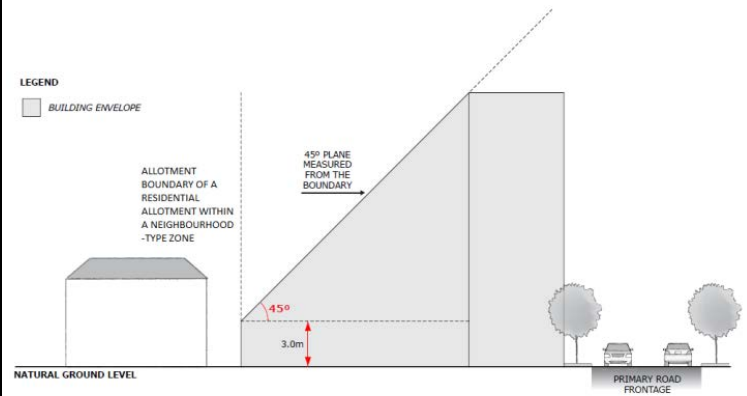 LEGEND
BUILDING ENVELOPE
ALLOTMENT
BOUNDARY OF A
RESIDENTIAL
ALLOTMENT WITHIN
A NEIGHBOURHOOD
-TYPE ZONE
45º PLANE
MEASURED
FROM THE
BOUNDARY
45º
3.0m
NATURAL GROUND LEVEL
PRIMARY ROAD
FRONTAGE